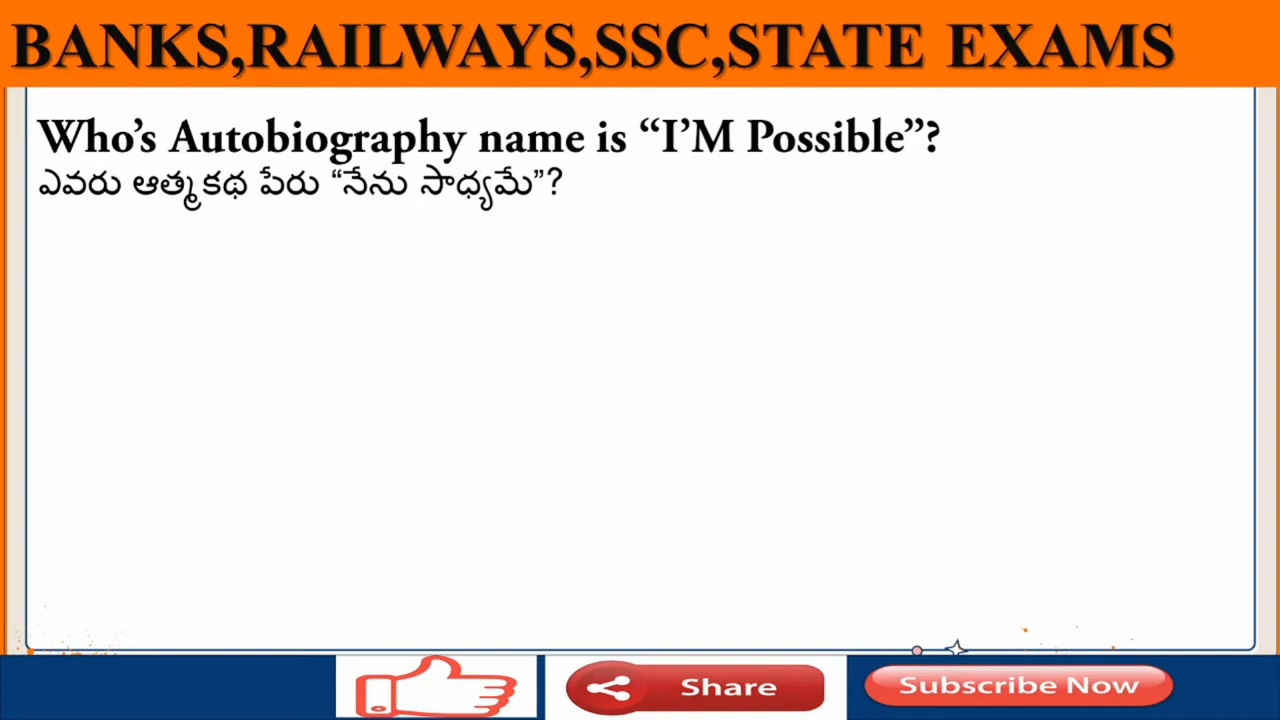 BANKS,RAILWAYS,SSC,STATE EXAMS
Who’s Autobiography name is “I’M Possible”?
ఎవరు ఆత్మకథ పేరు “నేను సాధ్యమే”?
Share
Subscribe Now